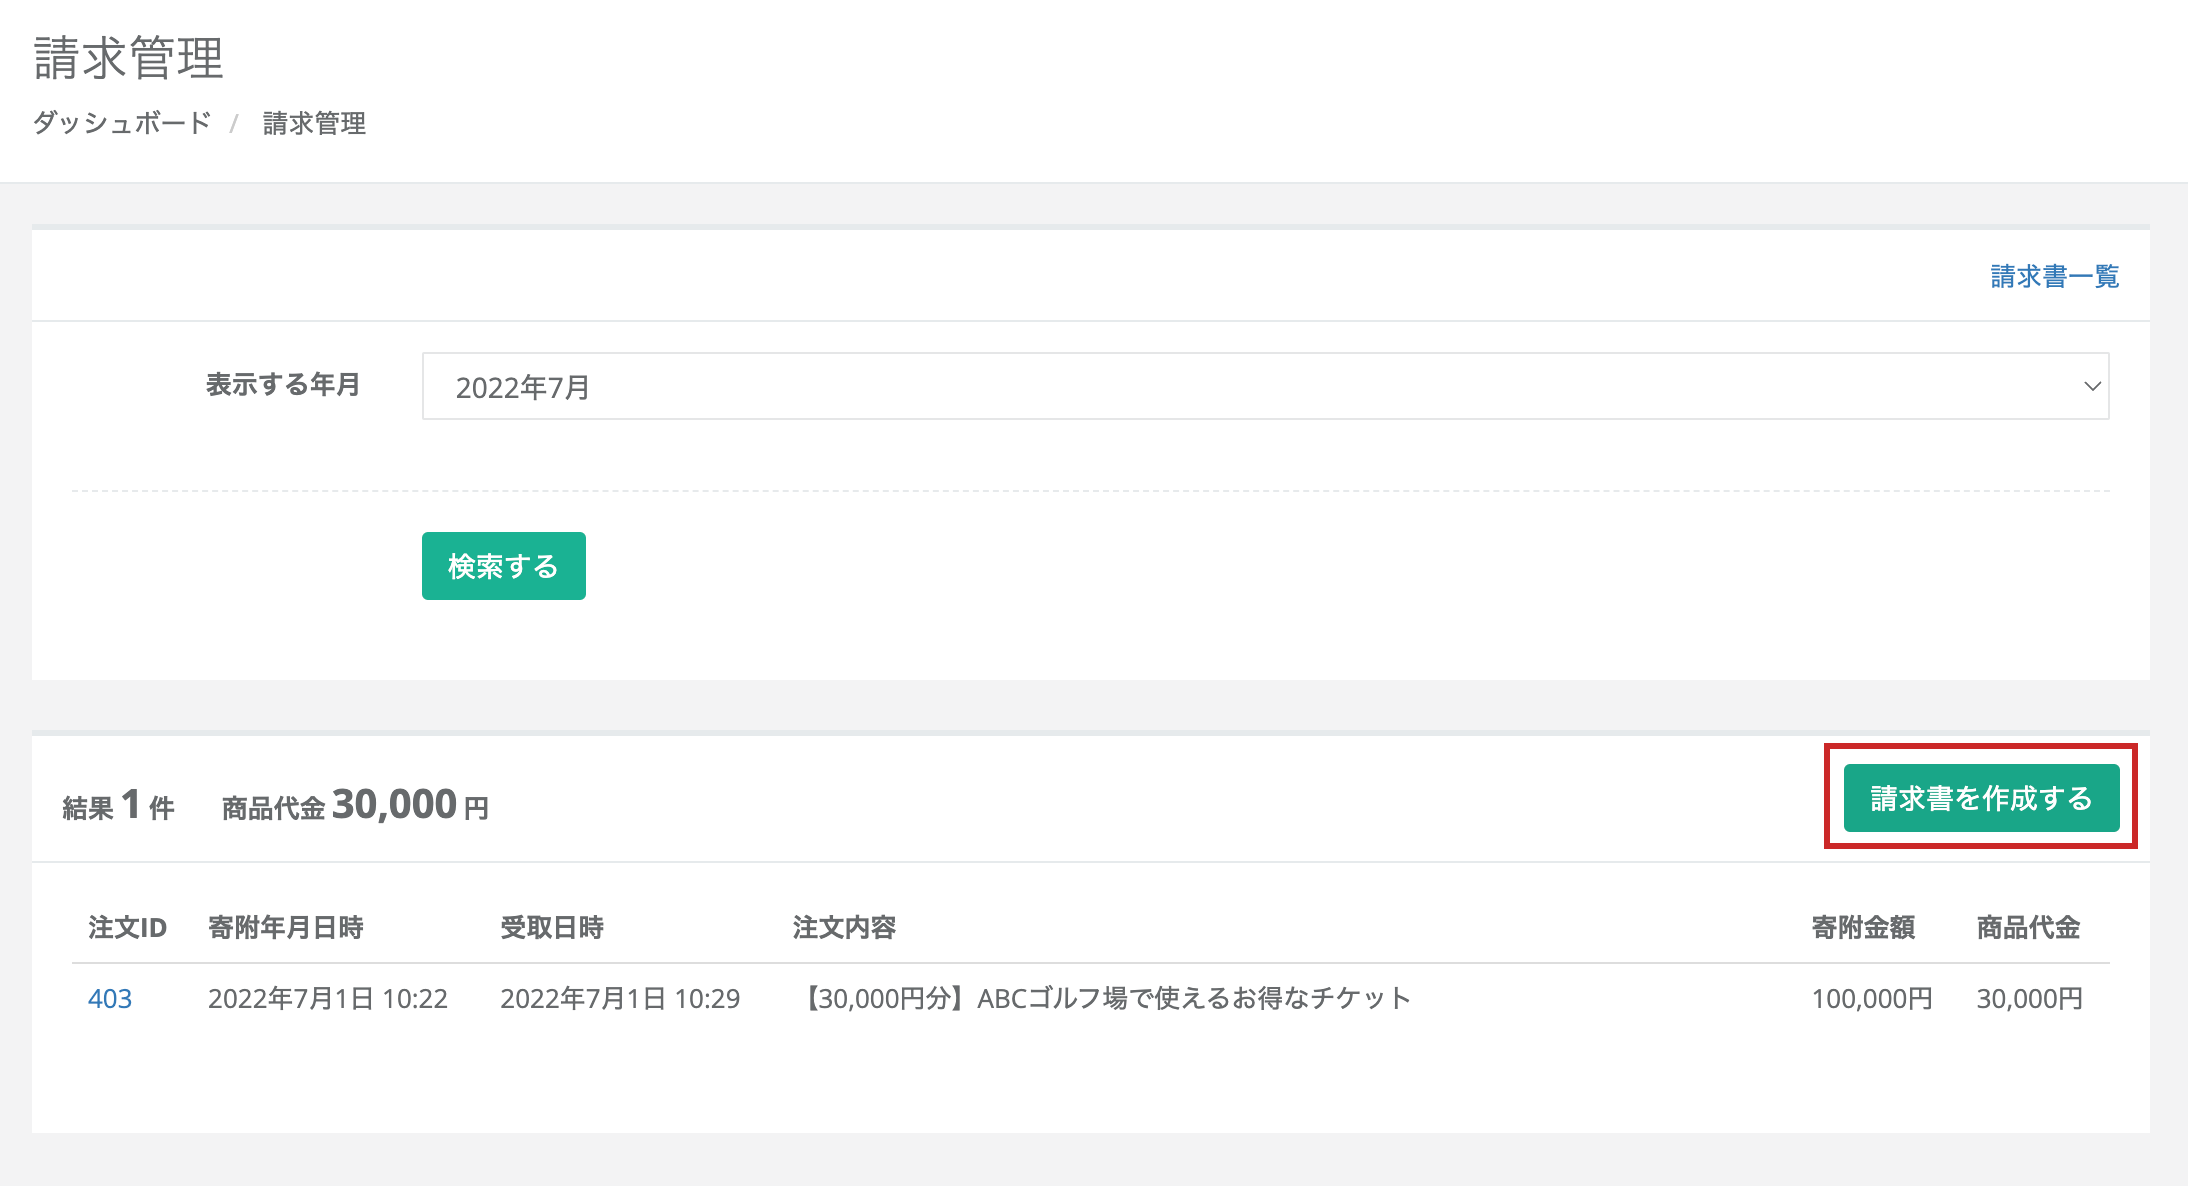 請求管理
ダッシュボード / 請求管理
請求書一覧
表示する年月 2022年7月
検索する
結果 1 件 商品代金 30,000 円 請求書を作成する
注文ID 寄附年月日時 受取日時 注文内容 寄附金額 商品代金
403 2022年7月1日 10:22 2022年7月1日 10:29 【30,000円分】ABCゴルフ場で使えるお得なチケット 100,000円 30,000円